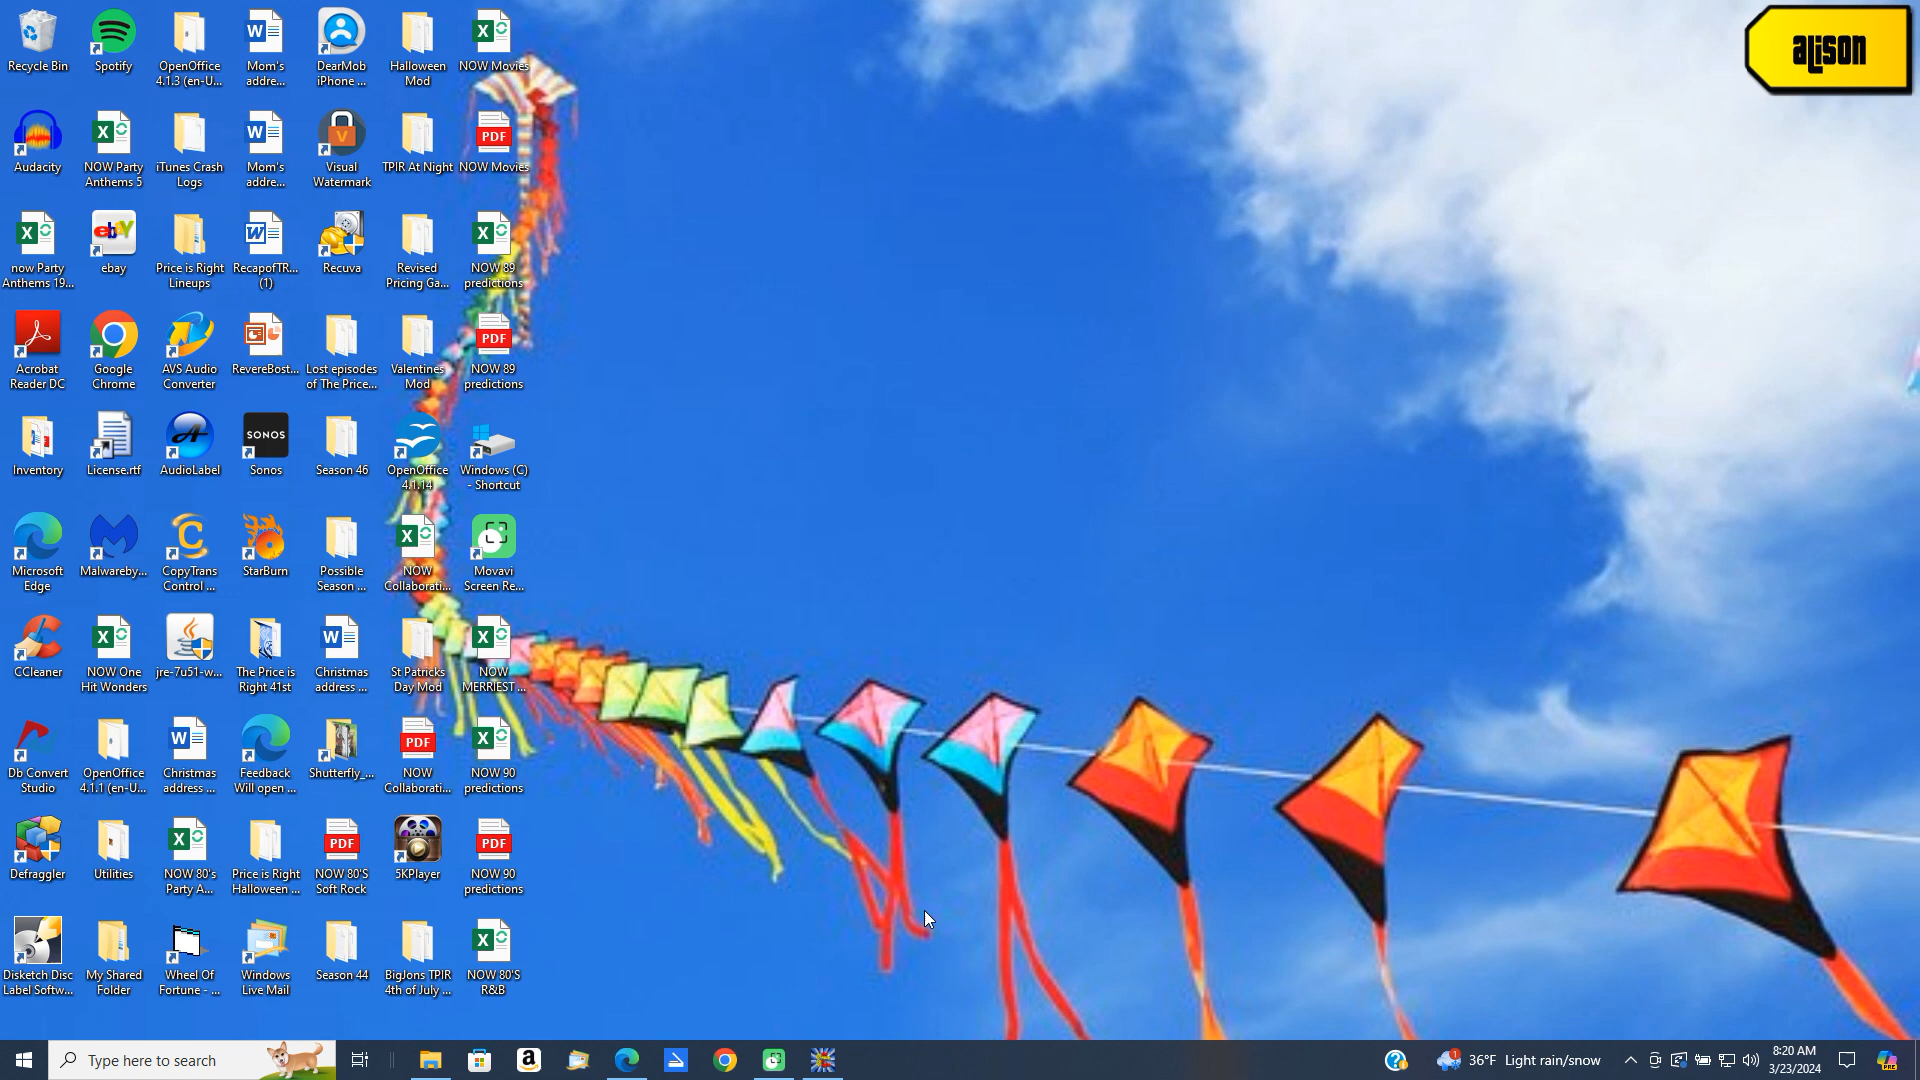 Recycle Bin
Spotify
OpenOffice
4.1.3 (en-U...
Mom's
addre...
DearMob
iPhone ...
Halloween
Mod
NOW Movies
alison
Audacity
NOW Party
Anthems 5
iTunes Crash
Logs
Mom's
addre...
Visual
Watermark
TPIR At Night
PDF
NOW Movies
now Party
Anthems 19...
ebay
Price is Right
Lineups
RecapofTR...
(1)
Recuva
Revised
Pricing Ga...
NOW 89
predictions
Acrobat
Reader DC
Google
Chrome
AVS Audio
Converter
RevereBost...
Lost episodes
of The Price...
Valentines
Mod
PDF
NOW 89
predictions
Inventory
License.rtf
AudioLabel
SONOS
Sonos
Season 46
OpenOffice
4.1.14
Windows (C)
- Shortcut
Microsoft
Edge
Malwareby...
CopyTrans
Control ...
StarBurn
Possible
Season ...
NOW
Collaborati...
Movavi
Screen Re...
CCleaner
NOW One
Hit Wonders
jre-7u51-w...
The Price is
Right 41st
Christmas
address ...
St Patricks
Day Mod
NOW
MERRIEST ...
Db Convert
Studio
OpenOffice
4.1.1 (en-U...
Christmas
address ...
Feedback
Will open ...
Shutterfly_...
PDF
NOW
Collaborati...
NOW 90
predictions
Defraggler
Utilities
NOW 80's
Party A...
Price is Right
Halloween ...
PDF
NOW 80'S
Soft Rock
5KPlayer
PDF
NOW 90
predictions
Disketch Disc
Label Softw...
My Shared
Folder
Wheel Of
Fortune - ...
Windows
Live Mail
Season 44
BigJons TPIR
4th of July ...
NOW 80'S
R&B
Type here to search
36°F Light rain/snow
8:20 AM
3/23/2024